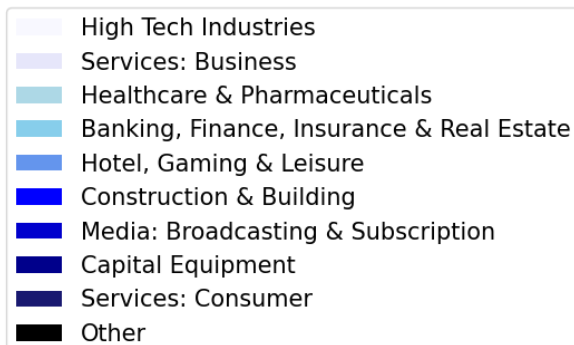 High Tech Industries
Services: Business
Healthcare & Pharmaceuticals
Banking, Finance, Insurance & Real Estate
Hotel, Gaming & Leisure
Construction & Building
Media: Broadcasting & Subscription
Capital Equipment
Services: Consumer
Other